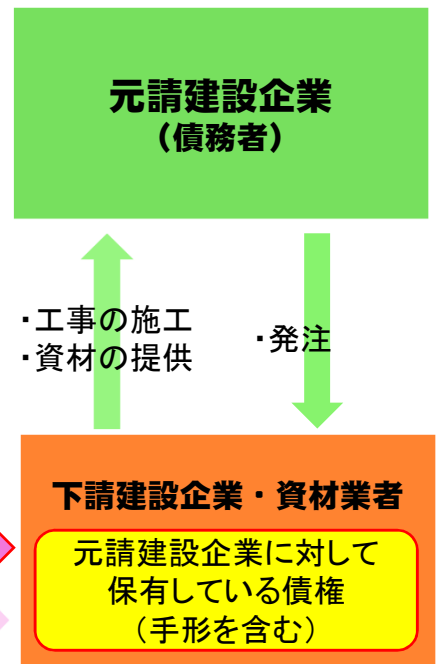 元請建設企業
（債務者）
・工事の施工
・資材の提供
・発注
下請建設企業・資材業者
元請建設企業に対して
保有している債権
（手形を含む）